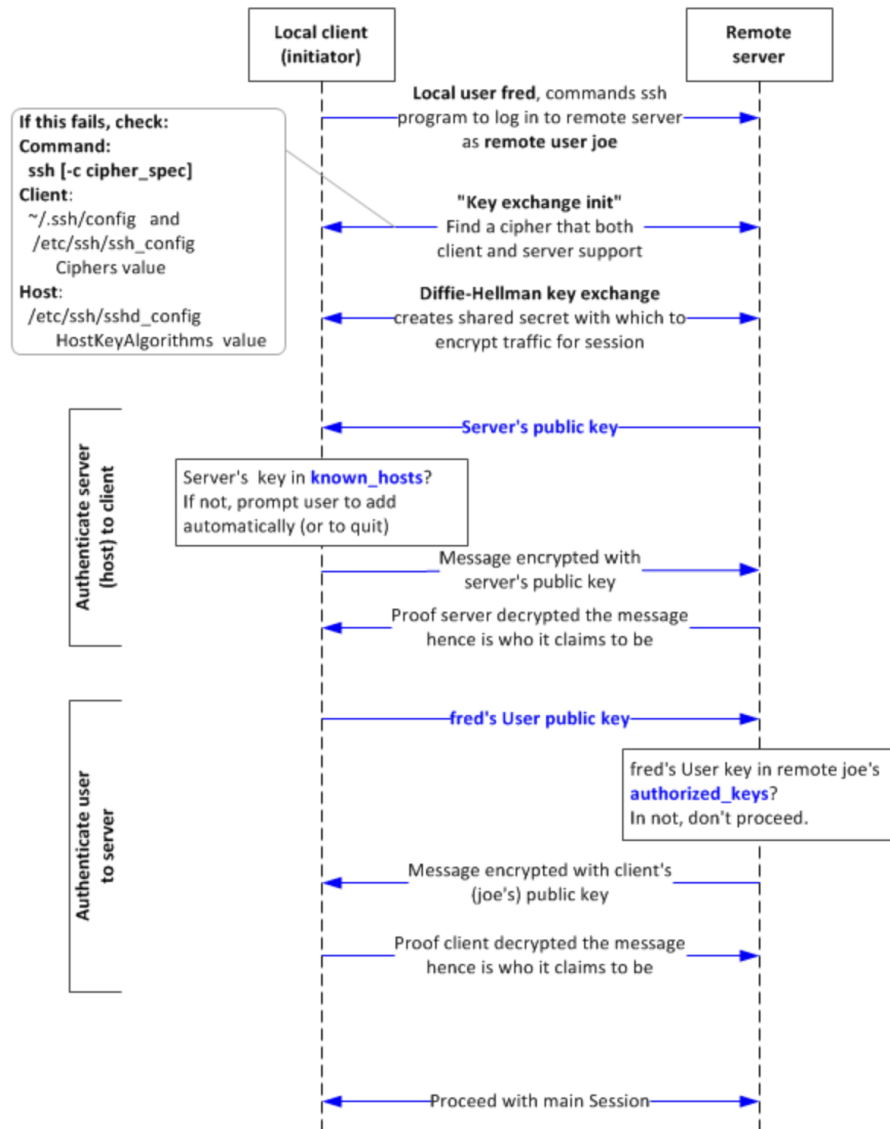 Local client
(initiator)
Remote
server
Local user fred, commands ssh
program to log in to remote server
as remote user joe
If this fails, check:
Command:
ssh [-c cipher_spec]
Client:
~/.ssh/config and
/etc/ssh/ssh_config
Ciphers value
Host:
/etc/ssh/sshd_config
HostKeyAlgorithms value
"Key exchange init"
Find a cipher that both
client and server support
Diffie-Hellman key exchange
creates shared secret with which to
encrypt traffic for session
Authenticate server
(host) to client
Server's public key
Server's key in known_hosts?
If not, prompt user to add
automatically (or to quit)
Message encrypted with
server's public key
Proof server decrypted the message
hence is who it claims to be
Authenticate user
to server
fred's User public key
fred's User key in remote joe's
authorized_keys?
In not, don't proceed.
Message encrypted with client's
(joe's) public key
Proof client decrypted the message
hence is who it claims to be
Proceed with main Session